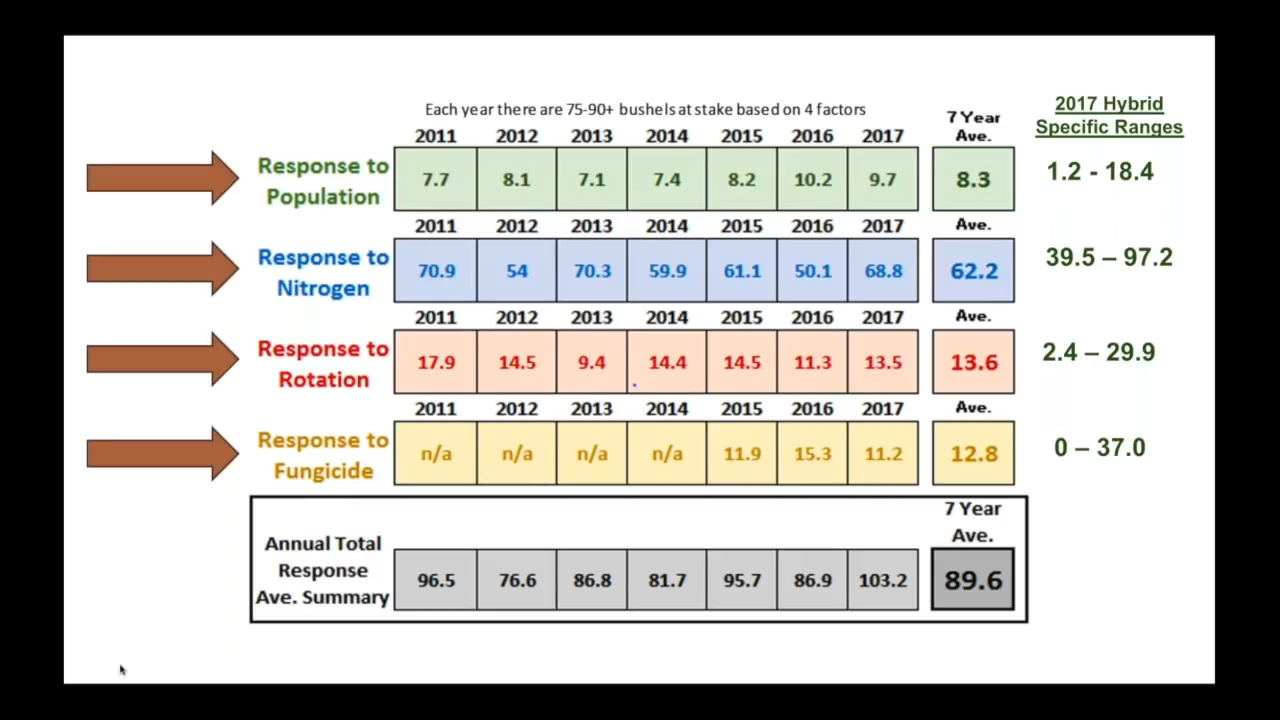 Each year there are 75-90+ bushels at stake based on 4 factors
2017 Hybrid
Specific Ranges
7 Year
Ave.
2011 2012 2013 2014 2015 2016 2017
Response to
Population
7.7 8.1 7.1 7.4 8.2 10.2 9.7 8.3 1.2 - 18.4
2011 2012 2013 2014 2015 2016 2017 Ave.
Response to
Nitrogen
70.9 54 70.3 59.9 61.1 50.1 68.8 62.2 39.5 – 97.2
2011 2012 2013 2014 2015 2016 2017 Ave.
Response to
Rotation
17.9 14.5 9.4 14.4 14.5 11.3 13.5 13.6 2.4 – 29.9
2011 2012 2013 2014 2015 2016 2017 Ave.
Response to
Fungicide
n/a n/a n/a n/a 11.9 15.3 11.2 12.8 0 – 37.0
7 Year
Ave.
Annual Total
Response
Ave. Summary
96.5 76.6 86.8 81.7 95.7 86.9 103.2 89.6